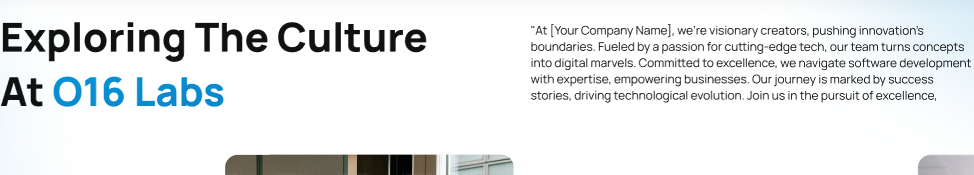 Exploring The Culture
At O16 Labs
"At [Your Company Name], we're visionary creators, pushing innovation's
boundaries. Fueled by a passion for cutting-edge tech, our team turns concepts
into digital marvels. Committed to excellence, we navigate software development
with expertise, empowering businesses. Our journey is marked by success
stories, driving technological evolution. Join us in the pursuit of excellence,